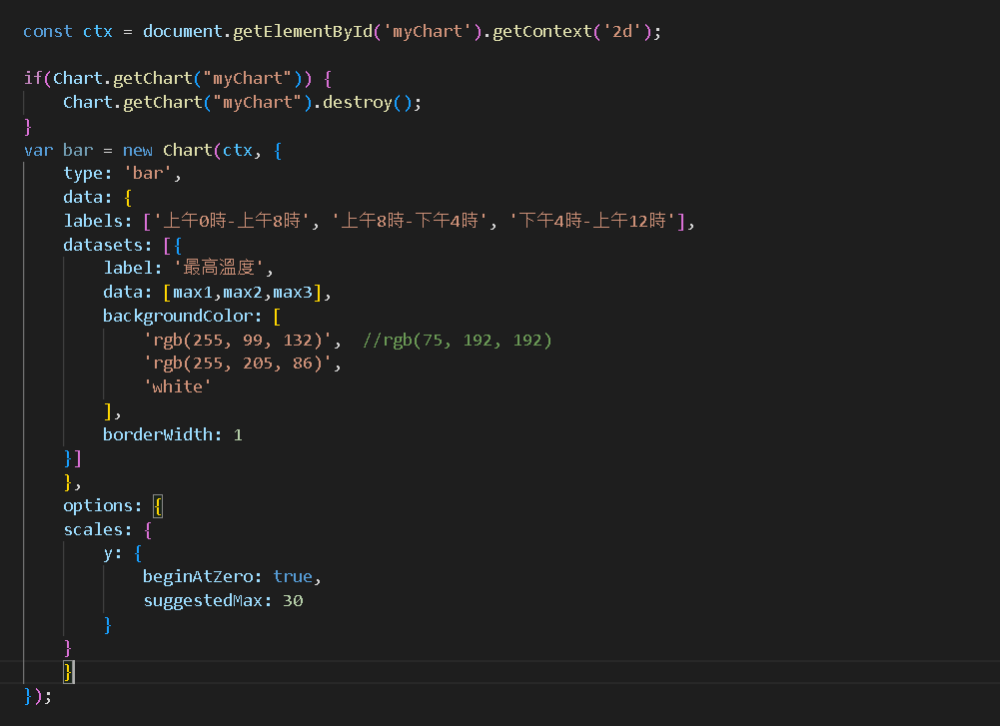 const ctx = document.getElementById('myChart').getContext('2d');
if(Chart.getChart("myChart")) {
Chart.getChart("myChart").destroy();
}
var bar = new Chart(ctx, {
type: 'bar',
data: {
labels: ['上午0時-上午8時', '上午8時-下午4時', '下午4時-上午12時'],
datasets: [{
label: '最高溫度',
data: [max1,max2,max3],
backgroundColor: [
'rgb(255, 99, 132)',  //rgb(75, 192, 192)
'rgb(255, 205, 86)',
'white'
],
borderWidth: 1
}]
},
options: {
scales: {
y: {
beginAtZero: true,
suggestedMax: 30
}
}
}
});